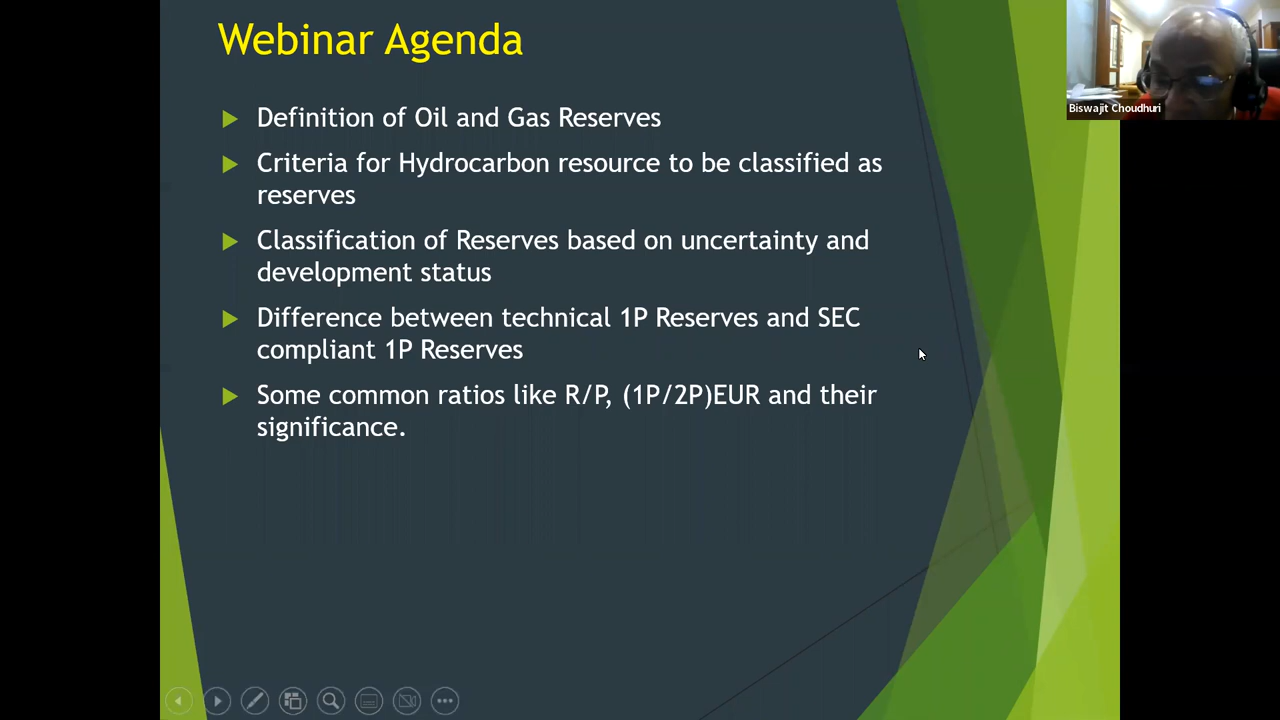 Webinar Agenda
Definition of Oil and Gas Reserves
Criteria for Hydrocarbon resource to be classified as
reserves
Classification of Reserves based on uncertainty and
development status
Difference between technical 1P Reserves and SEC
compliant 1P Reserves
Some common ratios like R/P, (1P/2P)EUR and their
significance.
Biswajit Choudhuri